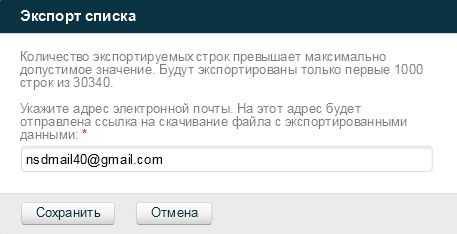 Экспорт списка
Количество экспортируемых строк превышает максимально
допустимое значение. Будут экспортированы только первые 1000
строк из 30340.
Укажите адрес электронной почты. На этот адрес будет
отправлена ссылка на скачивание файла с экспортированными
данными: *
nsdmail40@gmail.com
Сохранить Отмена